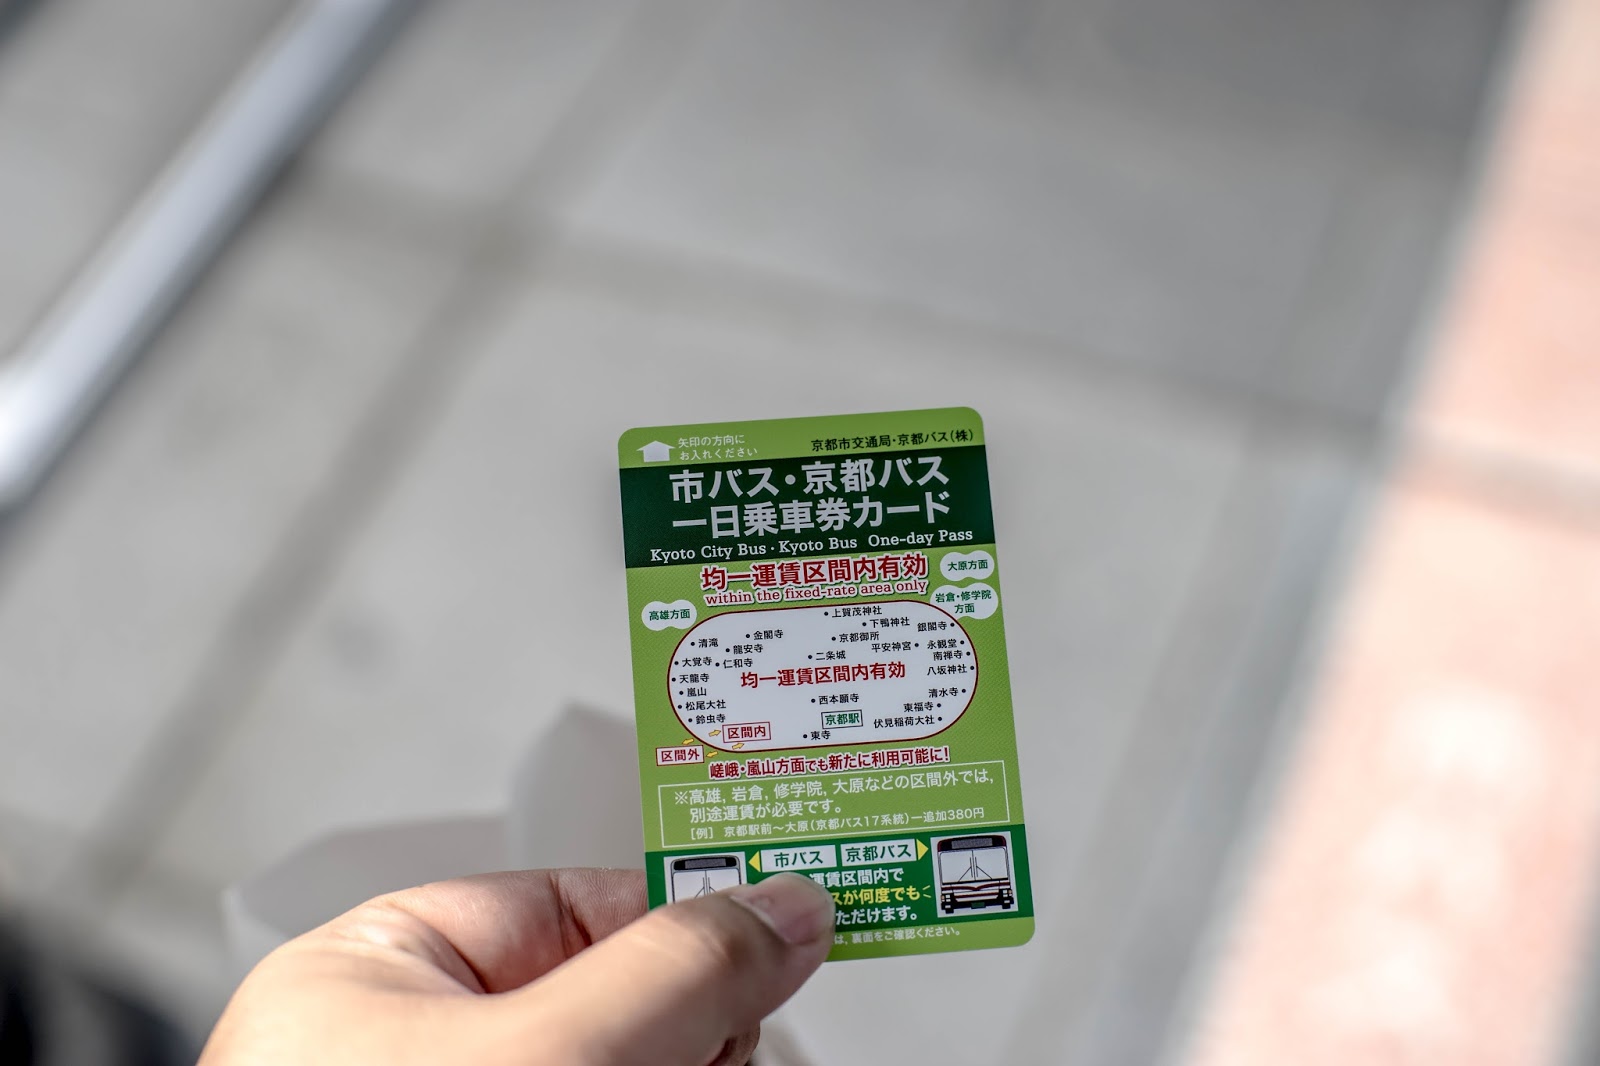 矢印の方向に
お入れください
京都市交通局・京都バス(株)
市バス・京都バス
一日乗車券カード
Kyoto City Bus・Kyoto Bus One-day Pass
均一運賃区間内有効
within the fixed-rate area only
大原方面
岩倉・修学院
方面
高雄方面
上賀茂神社
下鴨神社
銀閣寺
金閣寺
京都御所
清滝
龍安寺
平安神宮
永観堂
大覚寺
仁和寺
二条城
南禅寺
天龍寺
均一運賃区間内有効
八坂神社
嵐山
清水寺
松尾大社
西本願寺
東福寺
鈴虫寺
京都駅
伏見稲荷大社
区間内
東寺
区間外
嵯峨・嵐山方面でも新たに利用可能に!
※高雄, 岩倉, 修学院, 大原などの区間外では,
別途運賃が必要です。
[例] 京都駅前〜大原(京都バス17系統)―追加380円
市バス
京都バス
運賃区間内で
スが何度でも
ただけます。
は, 裏面をご確認ください。